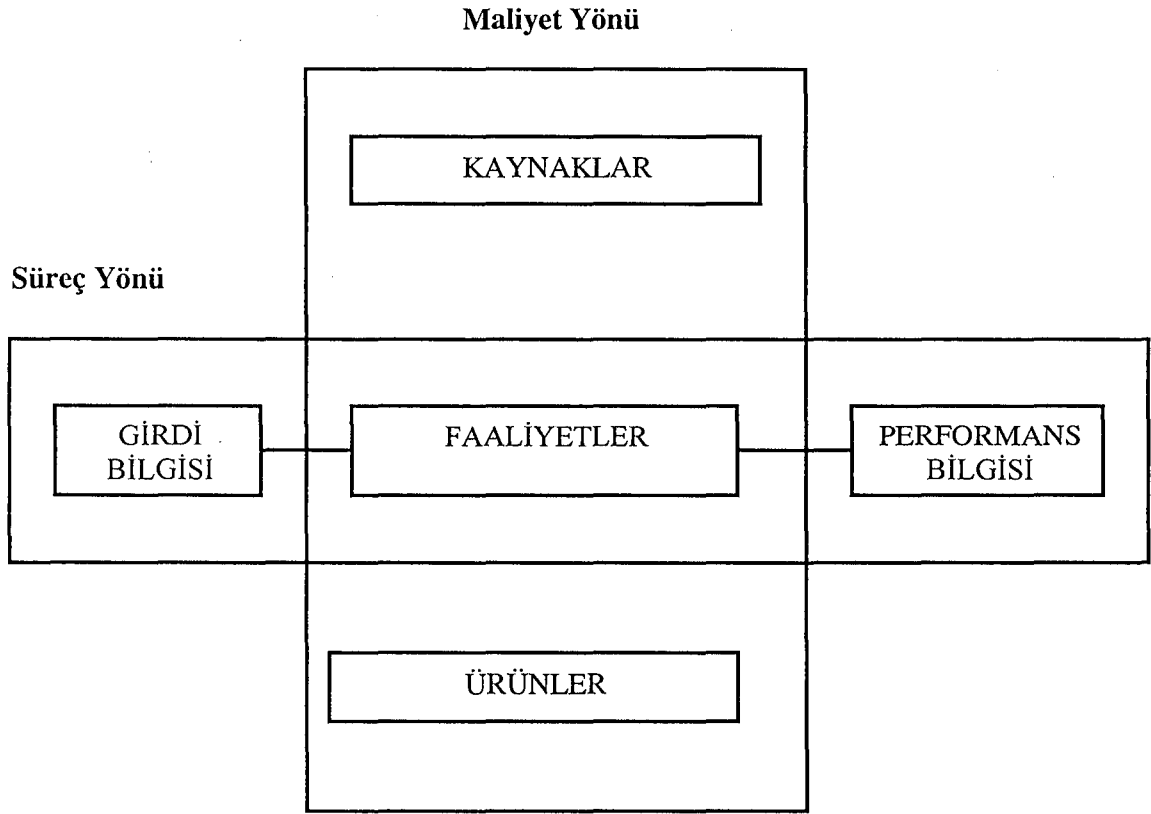 Maliyet Yönü
KAYNAKLAR
Süreç Yönü
GİRDİ
BİLGİSİ
FAALİYETLER
PERFORMANS
BİLGİSİ
ÜRÜNLER